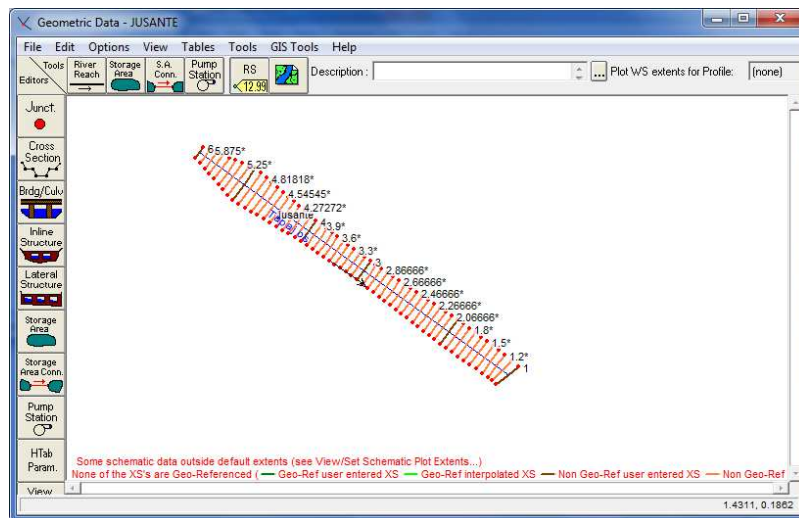 Geometric Data - JUSANTE
File Edit Options View Tables Tools GIS Tools Help
Tools
Editors
River
Reach
Storage
Area
S.A.
Conn.
Pump
Station
RS
12.99
Description :
...
Plot WS extents for Profile:
(none)
Junct.
Cross
Section
Brdg/Culv
Inline
Structure
Lateral
Structure
Storage
Area
Storage
Area Conn.
Pump
Station
HTab
Param.
View
6
5.875*
5.25*
4.81818*
4.54545*
4.27272*
Jusante
4
3.9*
3.6*
3.3*
3
2.86666*
2.66666*
2.46666*
2.26666*
2.06666*
1.8*
1.5*
1.2*
1
Some schematic data outside default extents (see View/Set Schematic Plot Extents...)
None of the XS's are Geo-Referenced ( Geo-Ref user entered XS Geo-Ref interpolated XS Non Geo-Ref user entered XS Non Geo-Ref
1.4311, 0.1862